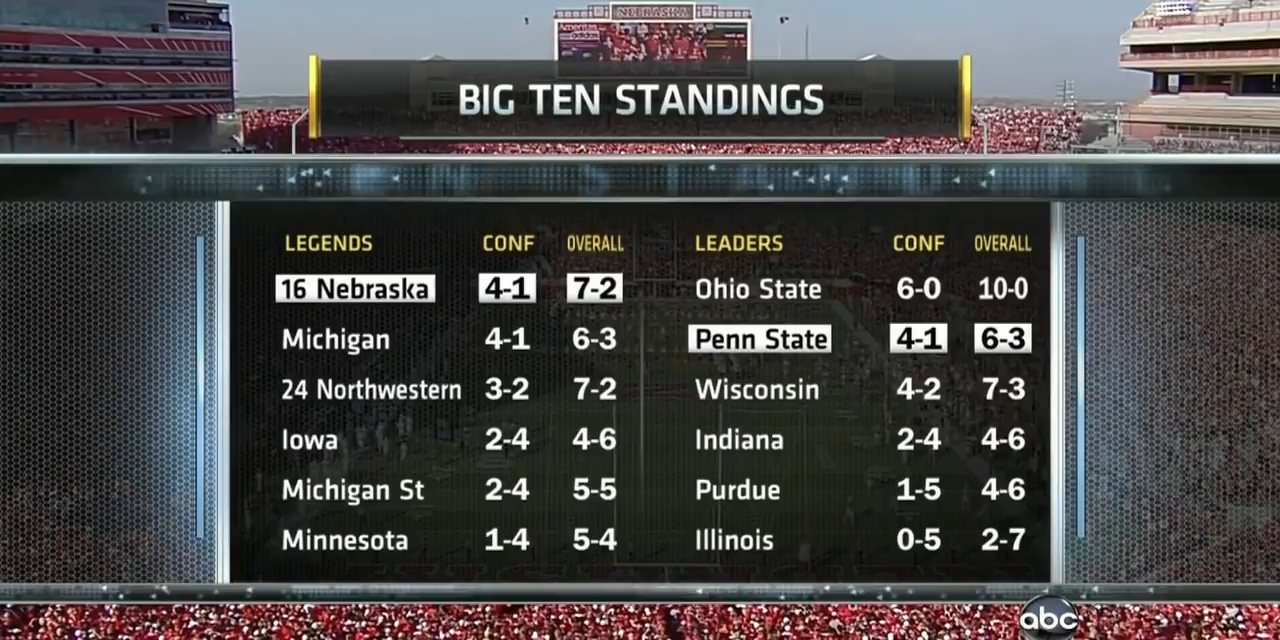 NEBRASKA
Ameritas
adidas
BIG TEN STANDINGS
LEGENDS CONF OVERALL LEADERS CONF OVERALL
16 Nebraska 4-1 7-2 Ohio State 6-0 10-0
Michigan 4-1 6-3 Penn State 4-1 6-3
24 Northwestern 3-2 7-2 Wisconsin 4-2 7-3
Iowa 2-4 4-6 Indiana 2-4 4-6
Michigan St 2-4 5-5 Purdue 1-5 4-6
Minnesota 1-4 5-4 Illinois 0-5 2-7
abc